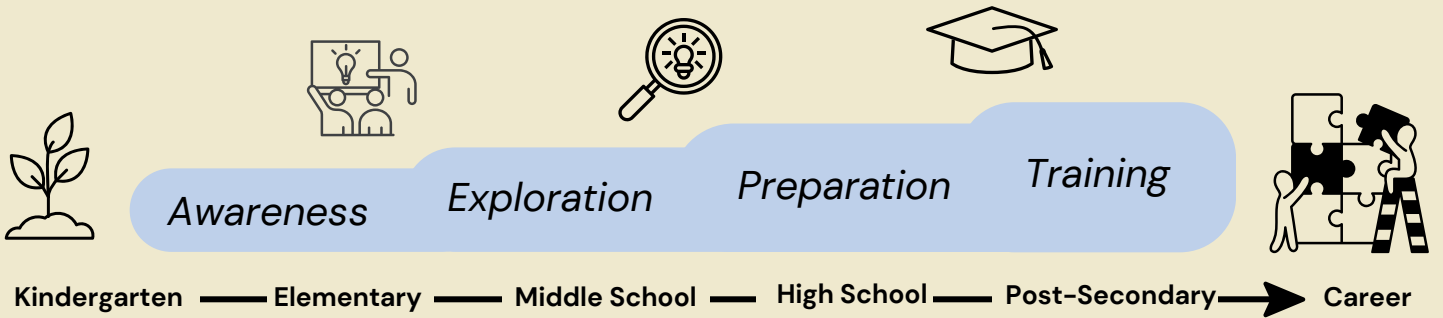 Awareness
Exploration
Preparation
Training
Kindergarten Elementary Middle School High School Post-Secondary Career